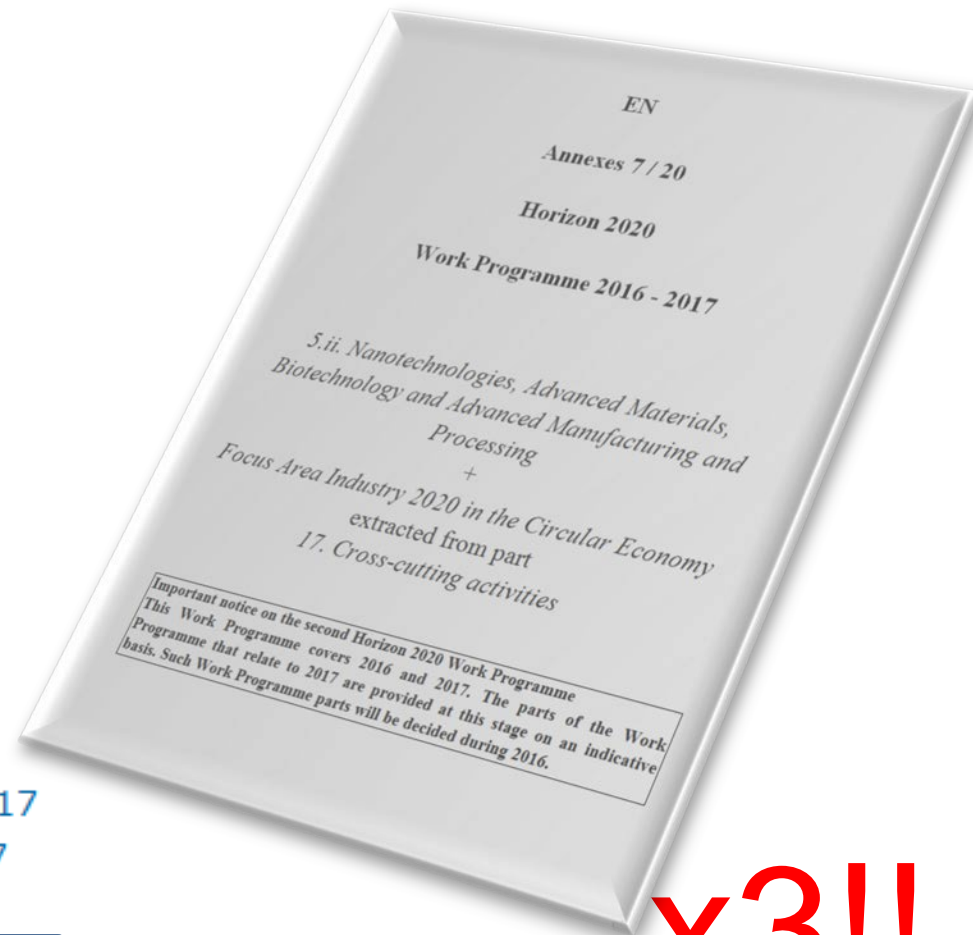 EN
Annexes 7 / 20
Horizon 2020
Work Programme 2016 - 2017
5.ii. Nanotechnologies, Advanced Materials,
Biotechnology and Advanced Manufacturing and
Processing
+
Focus Area Industry 2020 in the Circular Economy
extracted from part
17. Cross-cutting activities
Important notice on the second Horizon 2020 Work Programme
This Work Programme covers 2016 and 2017. The parts of the Work
Programme that relate to 2017 are provided at this stage on an indicative
basis. Such Work Programme parts will be decided during 2016.
17
7
x3!!